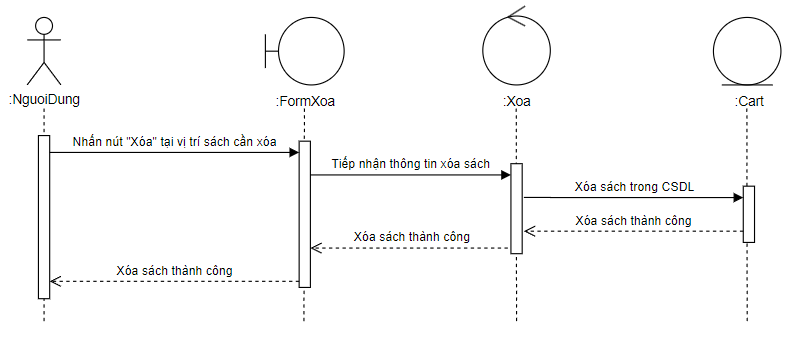 :NguoiDung
:FormXoa
:Xoa
:Cart
Nhấn nút "Xóa" tại vị trí sách cần xóa
Tiếp nhận thông tin xóa sách
Xóa sách trong CSDL
Xóa sách thành công
Xóa sách thành công
Xóa sách thành công